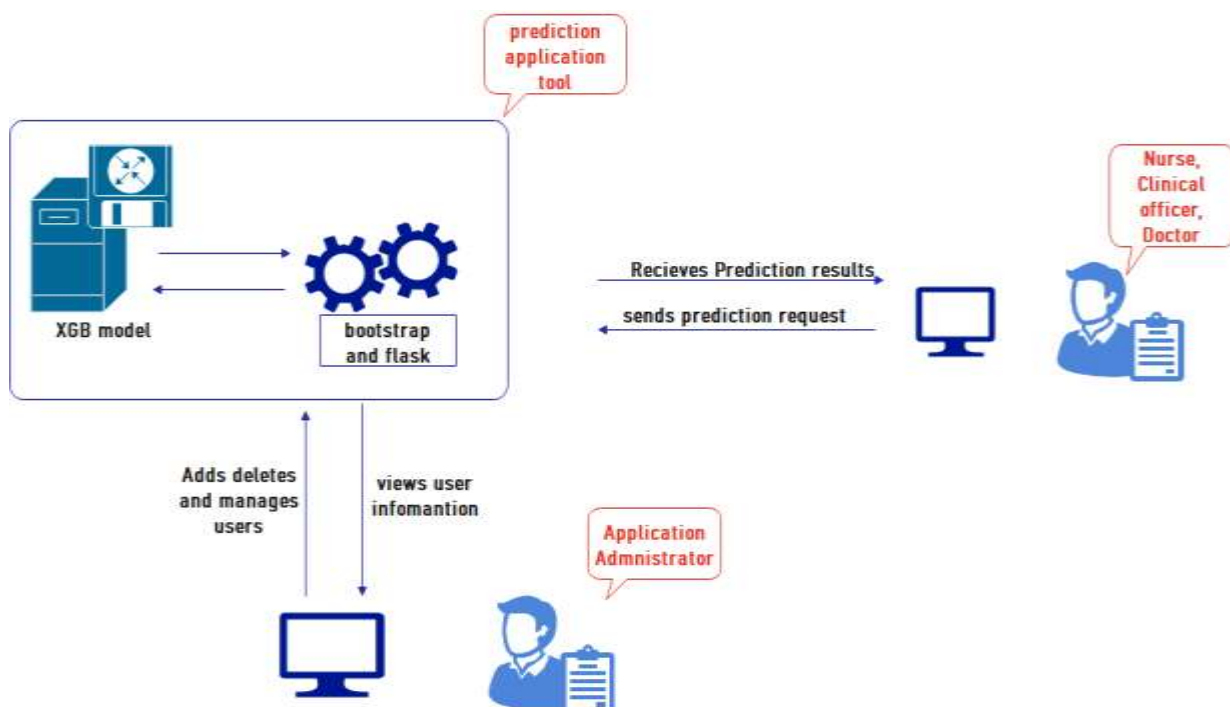 prediction
application
tool
Nurse,
Clinical
officer,
Doctor
XGB model
bootstrap
and flask
Recieves Prediction results
sends prediction request
Adds deletes
and manages
users
views user
infomantion
Application
Admnistrator